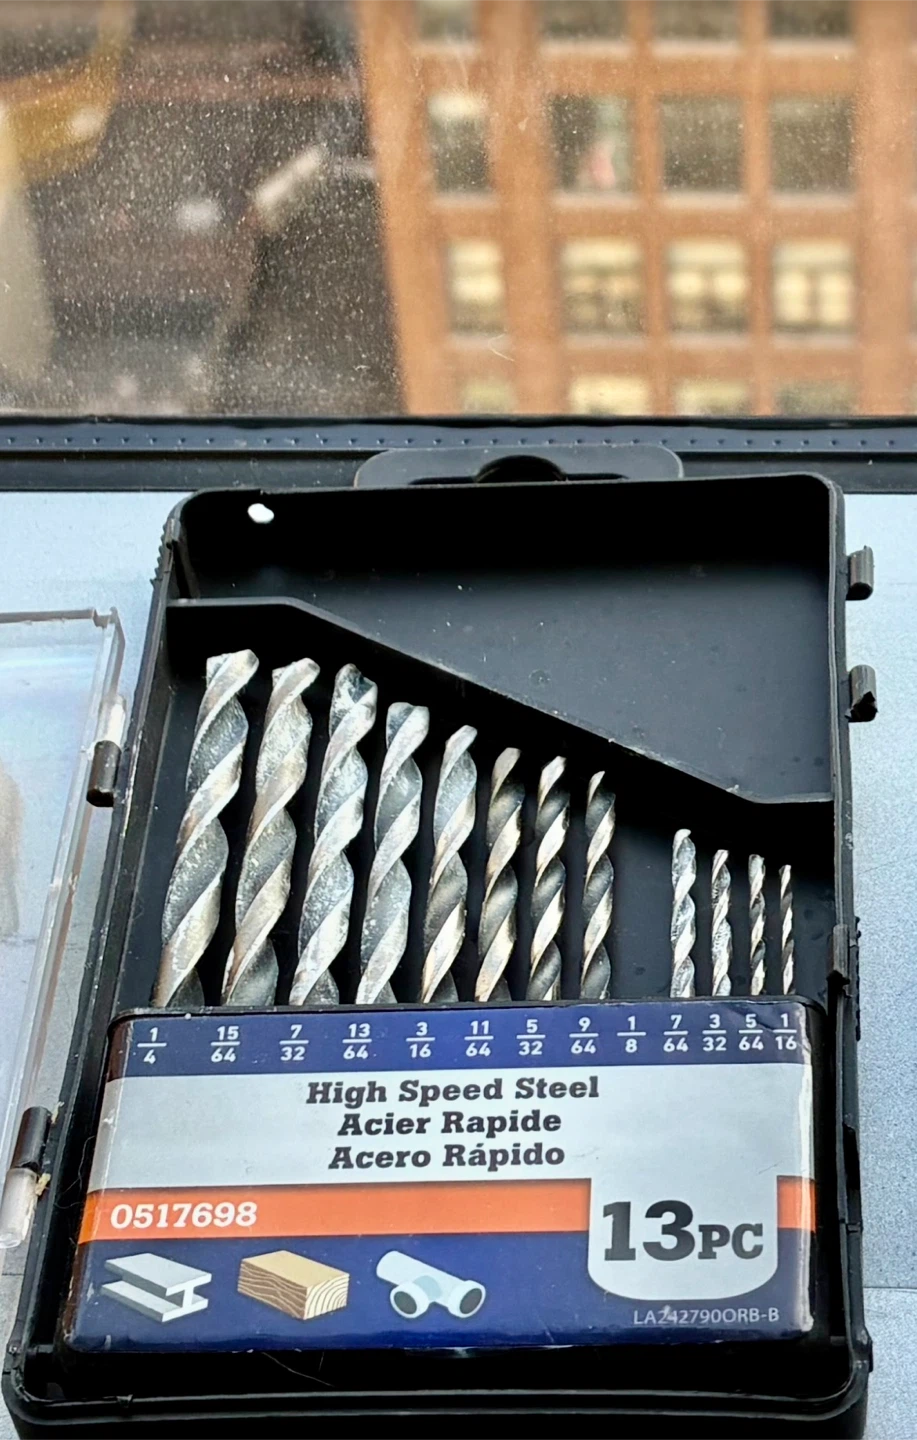 1/4 15/64 7/32 13/64 3/16 11/64 5/32 9/64 1/8 7/64 3/32 5/64 1/16
High Speed Steel
Acier Rapide
Acero Rápido
0517698
13PC
LA242790ORB-B